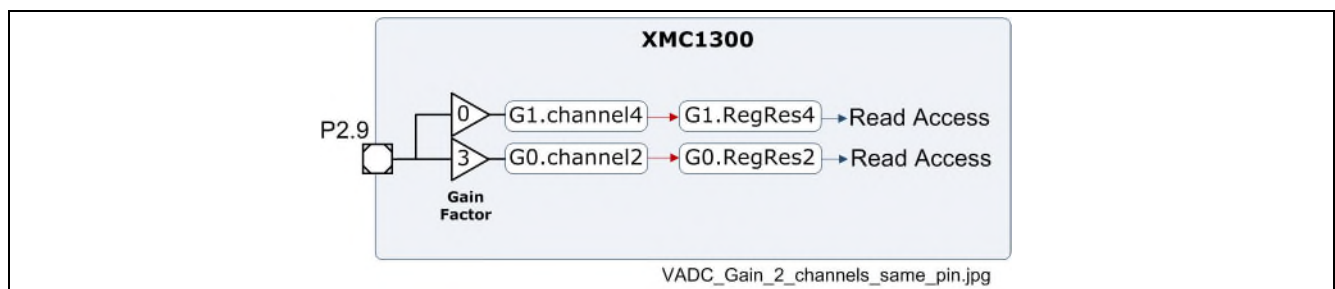 XMC1300
P2.9
0 G1.channel4 G1.RegRes4 Read Access
3 G0.channel2 G0.RegRes2 Read Access
Gain
Factor
VADC_Gain_2_channels_same_pin.jpg